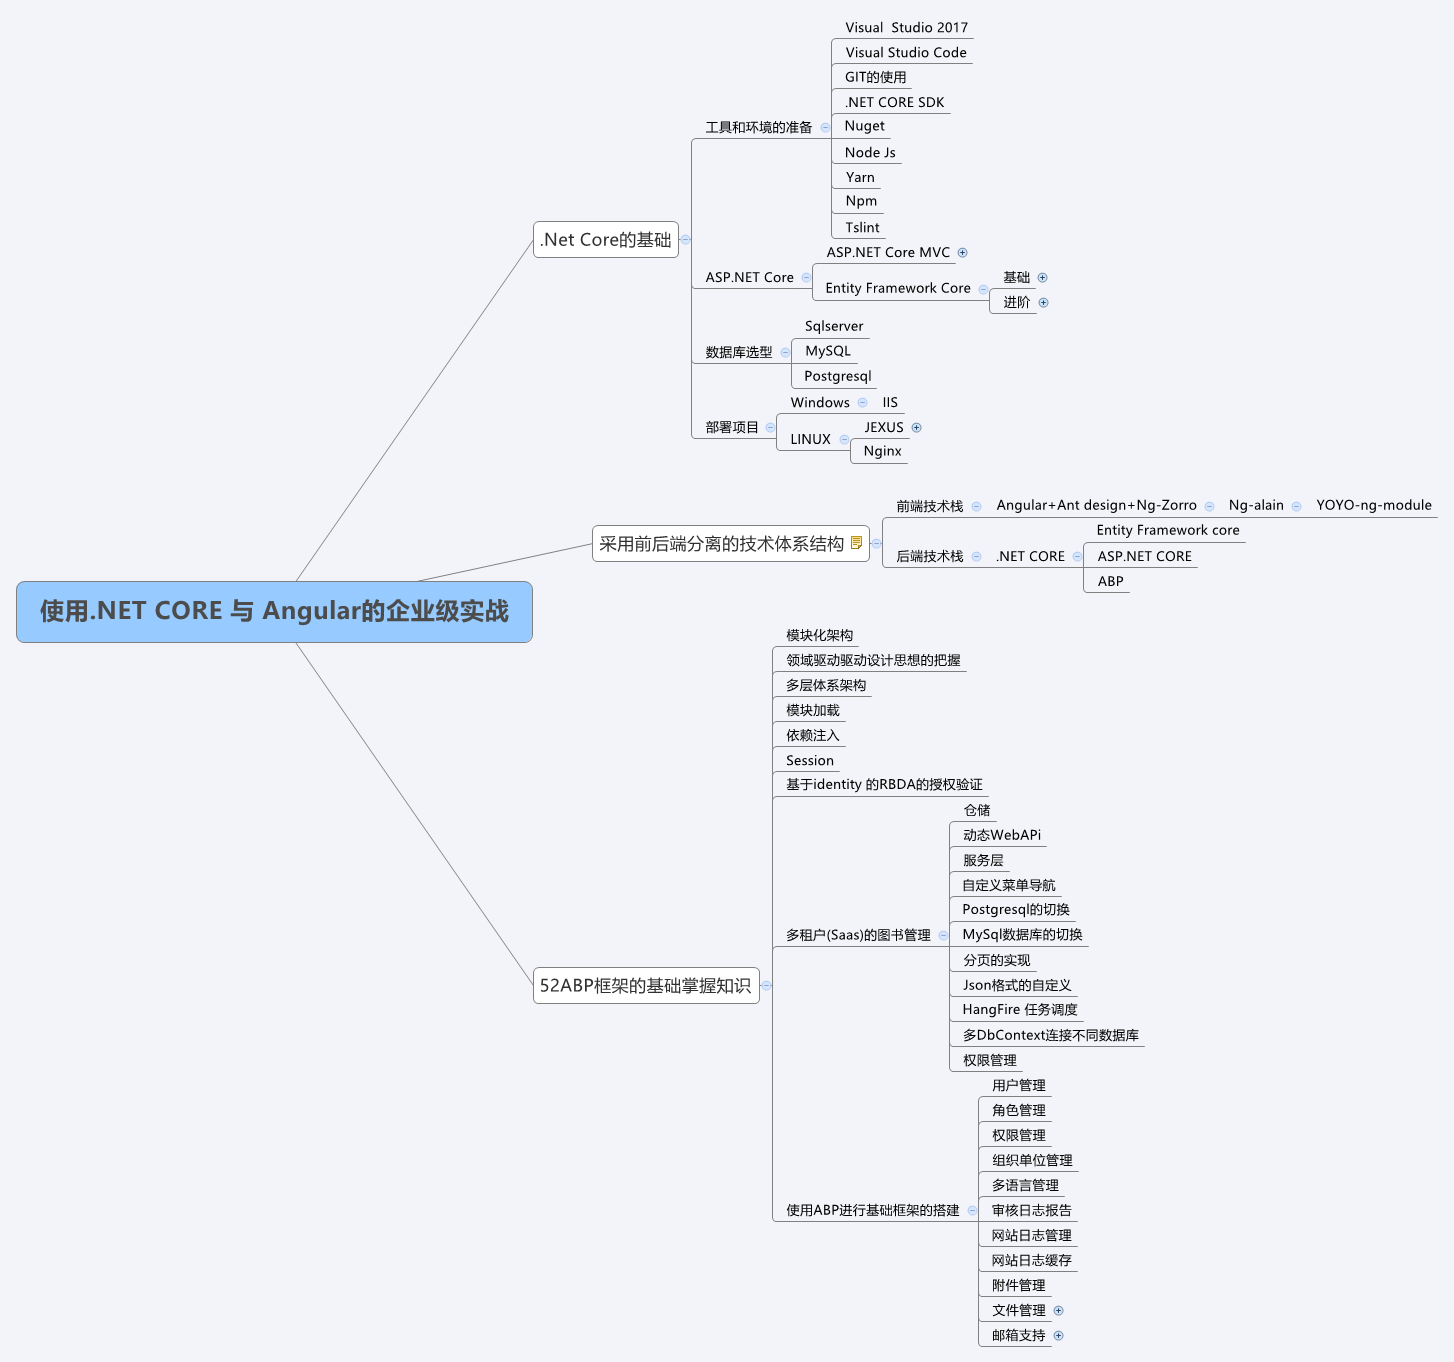 使用.NET CORE 与 Angular的企业级实战
.Net Core的基础
工具和环境的准备
Visual  Studio 2017
Visual Studio Code
GIT的使用
.NET CORE SDK
Nuget
Node Js
Yarn
Npm
Tslint
ASP.NET Core
ASP.NET Core MVC
Entity Framework Core
基础
进阶
数据库选型
Sqlserver
MySQL
Postgresql
部署项目
Windows
IIS
LINUX
JEXUS
Nginx
采用前后端分离的技术体系结构
前端技术栈
Angular+Ant design+Ng-Zorro
Ng-alain
YOYO-ng-module
后端技术栈
.NET CORE
Entity Framework core
ASP.NET CORE
ABP
52ABP框架的基础掌握知识
模块化架构
领域驱动驱动设计思想的把握
多层体系架构
模块加载
依赖注入
Session
基于identity 的RBDA的授权验证
多租户(Saas)的图书管理
仓储
动态WebAPi
服务层
自定义菜单导航
Postgresql的切换
MySql数据库的切换
分页的实现
Json格式的自定义
HangFire 任务调度
多DbContext连接不同数据库
权限管理
使用ABP进行基础框架的搭建
用户管理
角色管理
权限管理
组织单位管理
多语言管理
审核日志报告
网站日志管理
网站日志缓存
附件管理
文件管理
邮箱支持